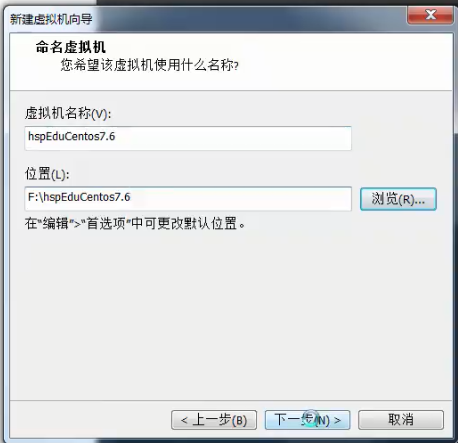 新建虚拟机向导
命名虚拟机
您希望该虚拟机使用什么名称?
虚拟机名称(V):
hspEduCentos7.6
位置(L):
F:\hspEduCentos7.6
浏览(R)...
在"编辑">"首选项"中可更改默认位置。
< 上一步(B)
下一步(N) >
取消